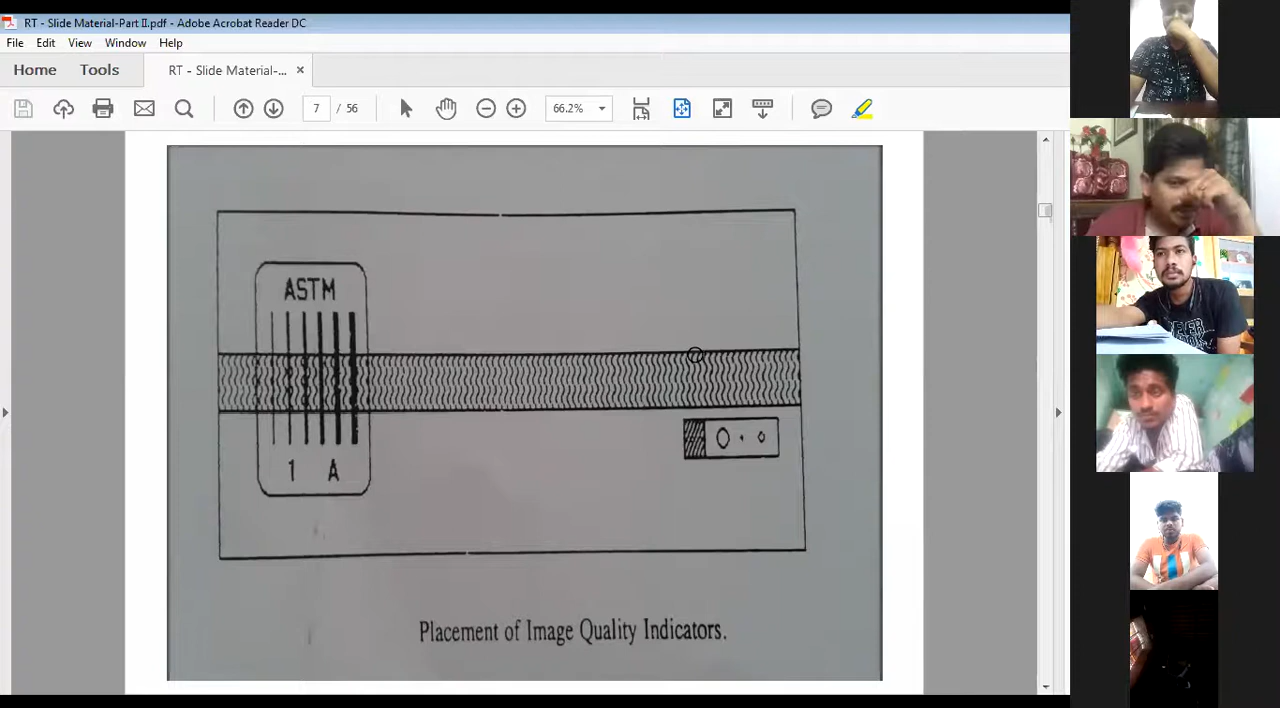 RT - Slide Material-Part II.pdf - Adobe Acrobat Reader DC
File Edit View Window Help
Home Tools RT - Slide Material-... ×
7 / 56 66.2%
ASTM
1 A
Placement of Image Quality Indicators.